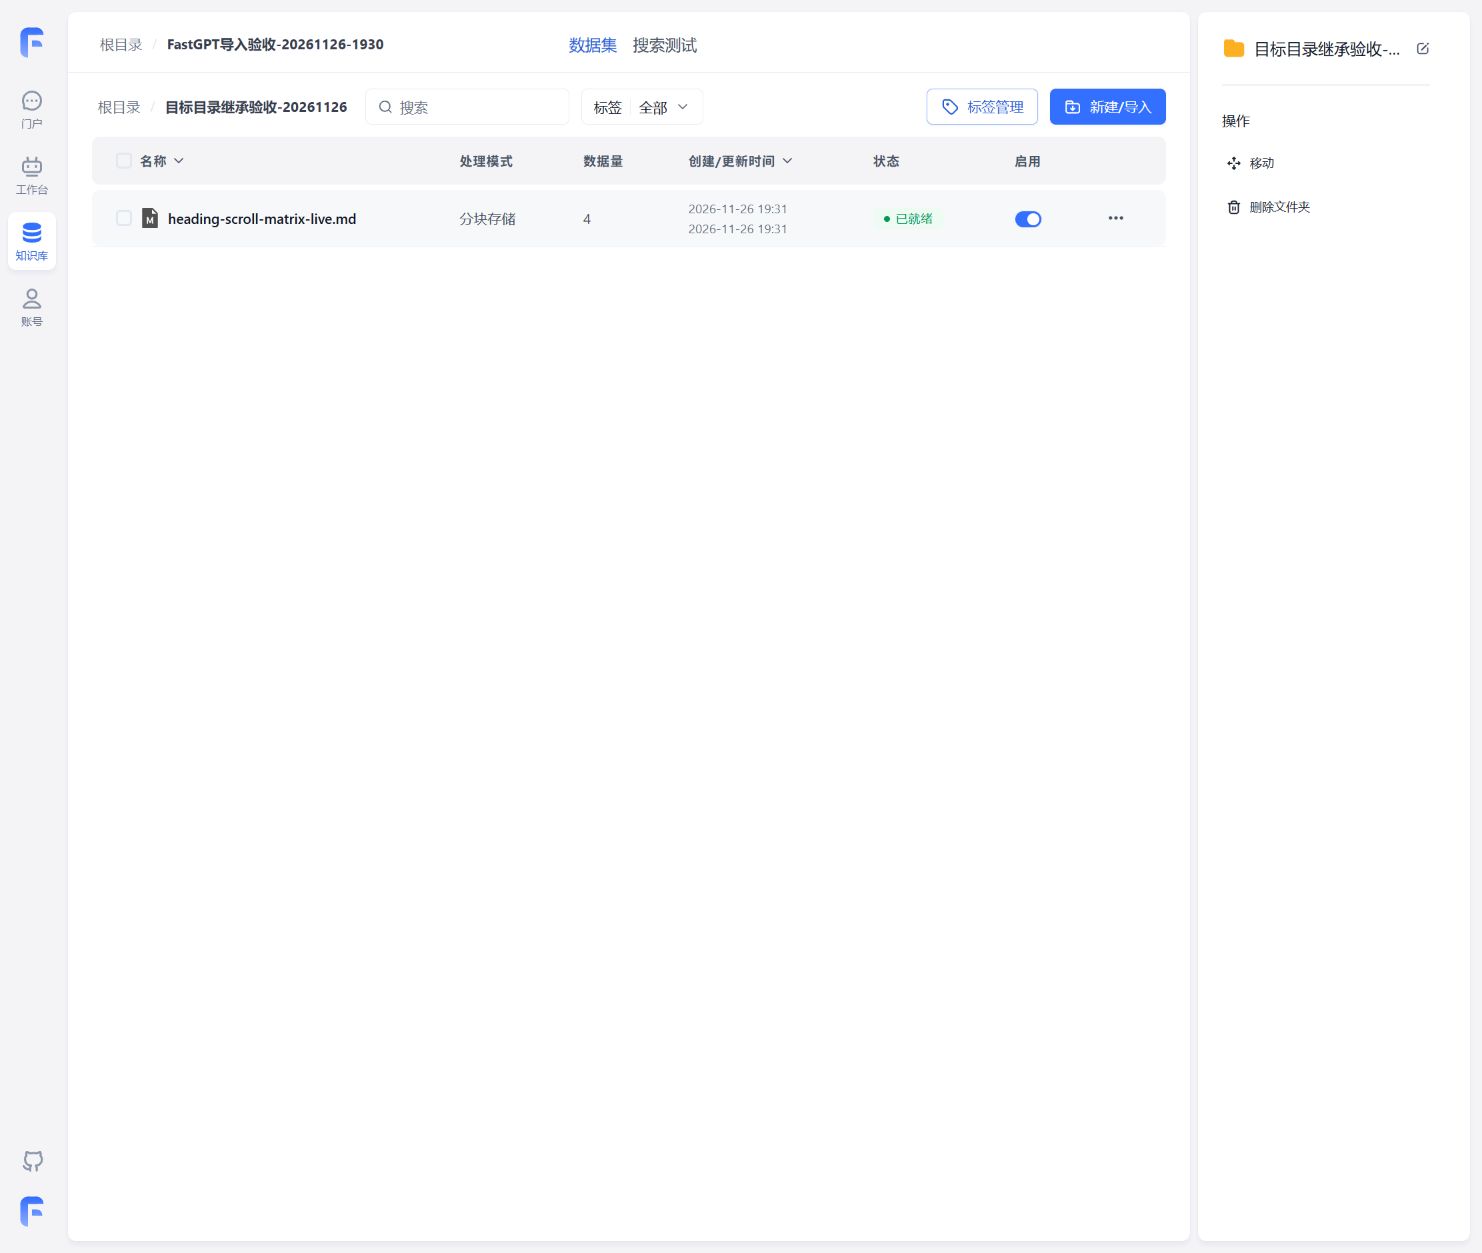 门户
工作台
知识库
账号
根目录 / FastGPT导入验收-20261126-1930
数据集 搜索测试
根目录 / 目标目录继承验收-20261126
搜索
标签 全部
标签管理
新建/导入
名称 处理模式 数据量 创建/更新时间 状态 启用
heading-scroll-matrix-live.md 分块存储 4 2026-11-26 19:31 已就绪
2026-11-26 19:31
目标目录继承验收-...
操作
移动
删除文件夹